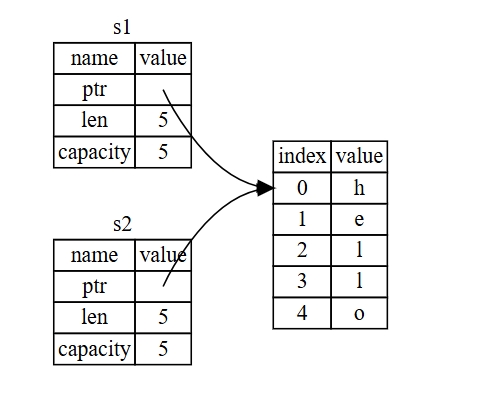 s1
name value
ptr
len 5
capacity 5
s2
name value
ptr
len 5
capacity 5
index value
0 h
1 e
2 l
3 l
4 o